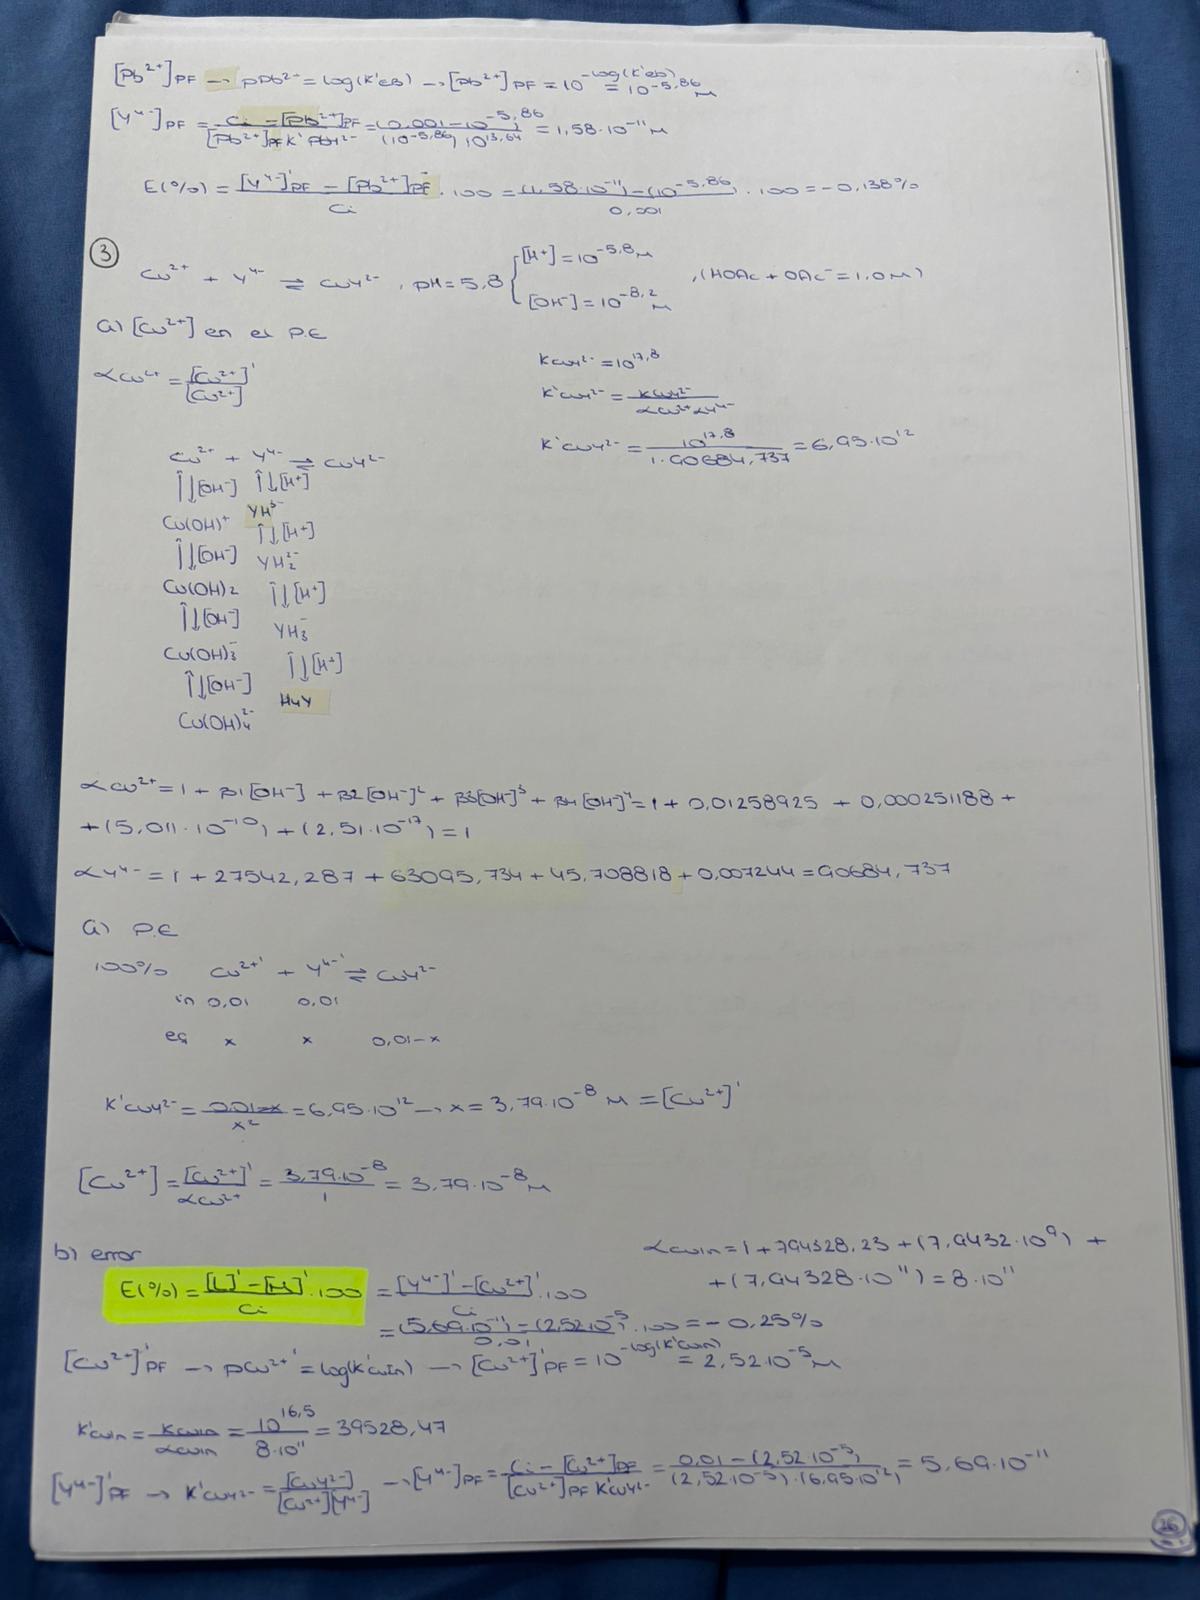 [Pb²⁺]PF → pPb²⁻ = log(K'eb) → [Pb²⁺]PF = 10^-log(K'eb) = 10^-5,86 M
[Y⁴⁻]PF = (Ci - [Pb²⁺]PF)/([Pb²⁺]PF K' PbY²⁻) = (0,001 - 10^-5,86)/((10^-5,86) 10^13,64) = 1,58·10⁻¹¹ M
E(%) = ([Y⁴⁻]'PF - [Pb²⁺]PF)/Ci · 100 = ((1,58·10⁻¹¹) - (10^-5,86))/0,001 · 100 = -0,138%
③
Cu²⁺ + Y⁴⁻ ⇌ CuY²⁻, pH = 5,8 { [H⁺] = 10^-5,8 M , (HOAc + OAc⁻ = 1,0 M)
[OH⁻] = 10^-8,2 M
a) [Cu²⁺] en el P.E
αCu²⁺ = [Cu²⁺]'/[Cu²⁺]
KCuY²⁻ = 10^17,8
K'CuY²⁻ = KCuY²⁻/(αCu²⁺ αY⁴⁻)
K'CuY²⁻ = 10^17,8/(1·90684,737) = 6,95·10¹²
Cu²⁺ + Y⁴⁻ ⇌ CuY²⁻
↑↓[OH⁻] ↑↓[H⁺]
Cu(OH)⁺ YH³⁻
↑↓[OH⁻] ↑↓[H⁺]
Cu(OH)2 YH₂²⁻
↑↓[OH⁻] ↑↓[H⁺]
Cu(OH)₃⁻ YH₃⁻
↑↓[OH⁻] ↑↓[H⁺]
Cu(OH)₄²⁻ H₄Y
αCu²⁺ = 1 + β1[OH⁻] + β2[OH⁻]² + β3[OH⁻]³ + β4[OH⁻]⁴ = 1 + 0,01258925 + 0,000251188 +
+ (5,011·10⁻¹⁰) + (2,51·10⁻¹⁷) = 1
αY⁴⁻ = 1 + 27542,287 + 63095,734 + 45,708818 + 0,007244 = 90684,737
a) P.E
100% Cu²⁺' + Y⁴⁻' ⇌ CuY²⁻
in 0,01 0,01
eq x x 0,01-x
K'CuY²⁻ = (0,01-x)/x² = 6,95·10¹² → x = 3,79·10⁻⁸ M = [Cu²⁺]'
[Cu²⁺] = [Cu²⁺]'/αCu²⁺ = 3,79·10⁻⁸/1 = 3,79·10⁻⁸ M
b) error
αCuIn = 1 + 794328,23 + (7,9432·10⁹) +
+ (7,94328·10¹¹) = 8·10¹¹
E(%) = ([L]' - [M]')/Ci · 100 = ([Y⁴⁻]' - [Cu²⁺]')/Ci · 100
= ((5,69·10⁻¹¹) - (2,52·10⁻⁵))/0,01 · 100 = -0,25%
[Cu²⁺]'PF → pCu²⁺' = log(K'CuIn) → [Cu²⁺]'PF = 10^-log(K'CuIn) = 2,52·10⁻⁵ M
K'CuIn = KCuIn/αCuIn = 10^16,5/8·10¹¹ = 39528,47
[Y⁴⁻]'PF → K'CuY²⁻ = [CuY²⁻]/([Cu²⁺][Y⁴⁻]) → [Y⁴⁻]PF = (Ci - [Cu²⁺]PF)/([Cu²⁺]PF K'CuY²⁻) = (0,01 - (2,52·10⁻⁵))/((2,52·10⁻⁵)·(6,95·10¹²)) = 5,69·10⁻¹¹